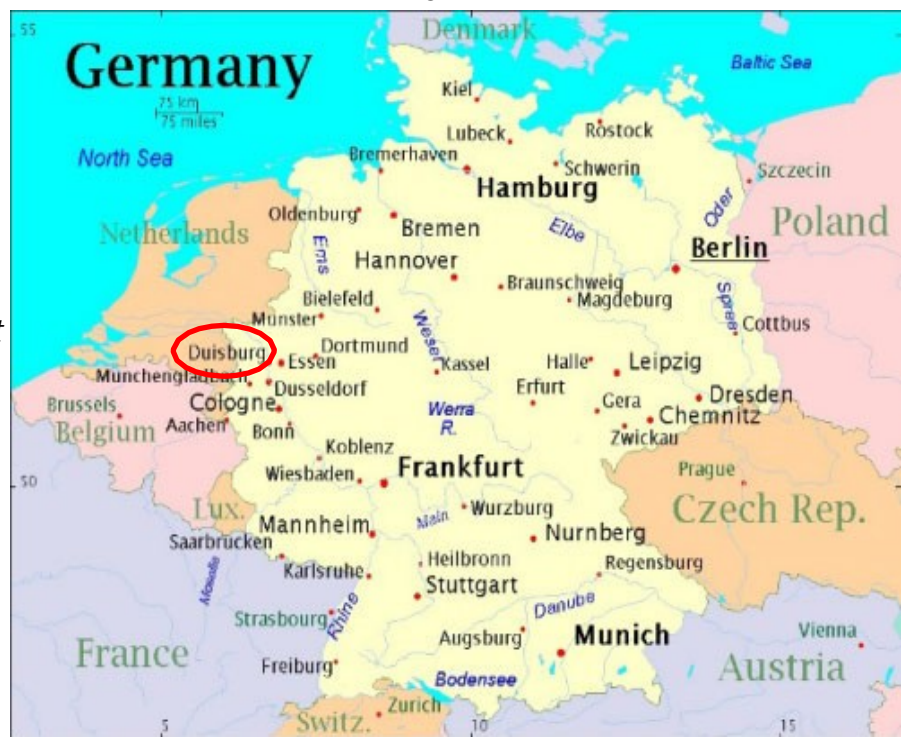 55
Denmark
Germany
Baltic Sea
75 km
75 miles
Kiel
Lubeck
Rostock
North Sea
Bremerhaven
Schwerin
Szczecin
Hamburg
Oder
Poland
Oldenburg
Netherlands
Bremen
Elbe
Ems
Berlin
Hannover
Braunschweig
Magdeburg
Spree
Bielefeld
Munster
Weser
Cottbus
Duisburg
Dortmund
Essen
Kassel
Halle
Leipzig
Munchengladbach
Dusseldorf
Erfurt
Dresden
Brussels
Cologne
Werra
R.
Gera
Chemnitz
Belgium
Aachen
Bonn
Zwickau
Koblenz
50
Wiesbaden
Frankfurt
Prague
Lux.
Wurzburg
Czech Rep.
Main
Mannheim
Nurnberg
Saarbrucken
Heilbronn
Regensburg
Karlsruhe
Stuttgart
Strasbourg
Rhine
Danube
Augsburg
Munich
Vienna
France
Freiburg
Bodensee
Austria
Zurich
Switz.
5
10
15